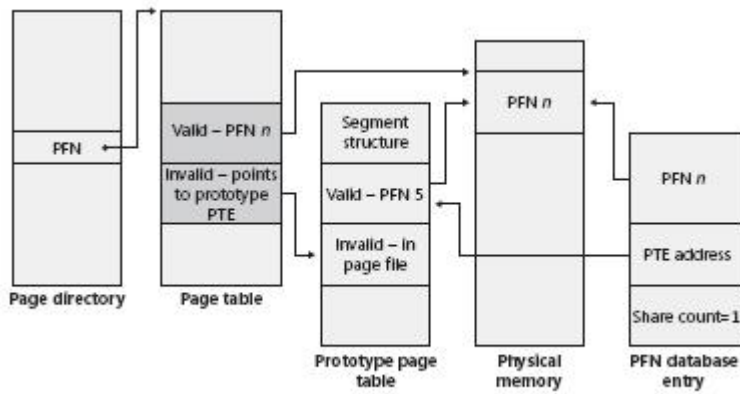 PFN
Page directory
Valid – PFN n
Invalid – points
to prototype
PTE
Page table
Segment
structure
Valid – PFN 5
Invalid – in
page file
Prototype page
table
PFN n
Physical
memory
PFN n
PTE address
Share count=1
PFN database
entry